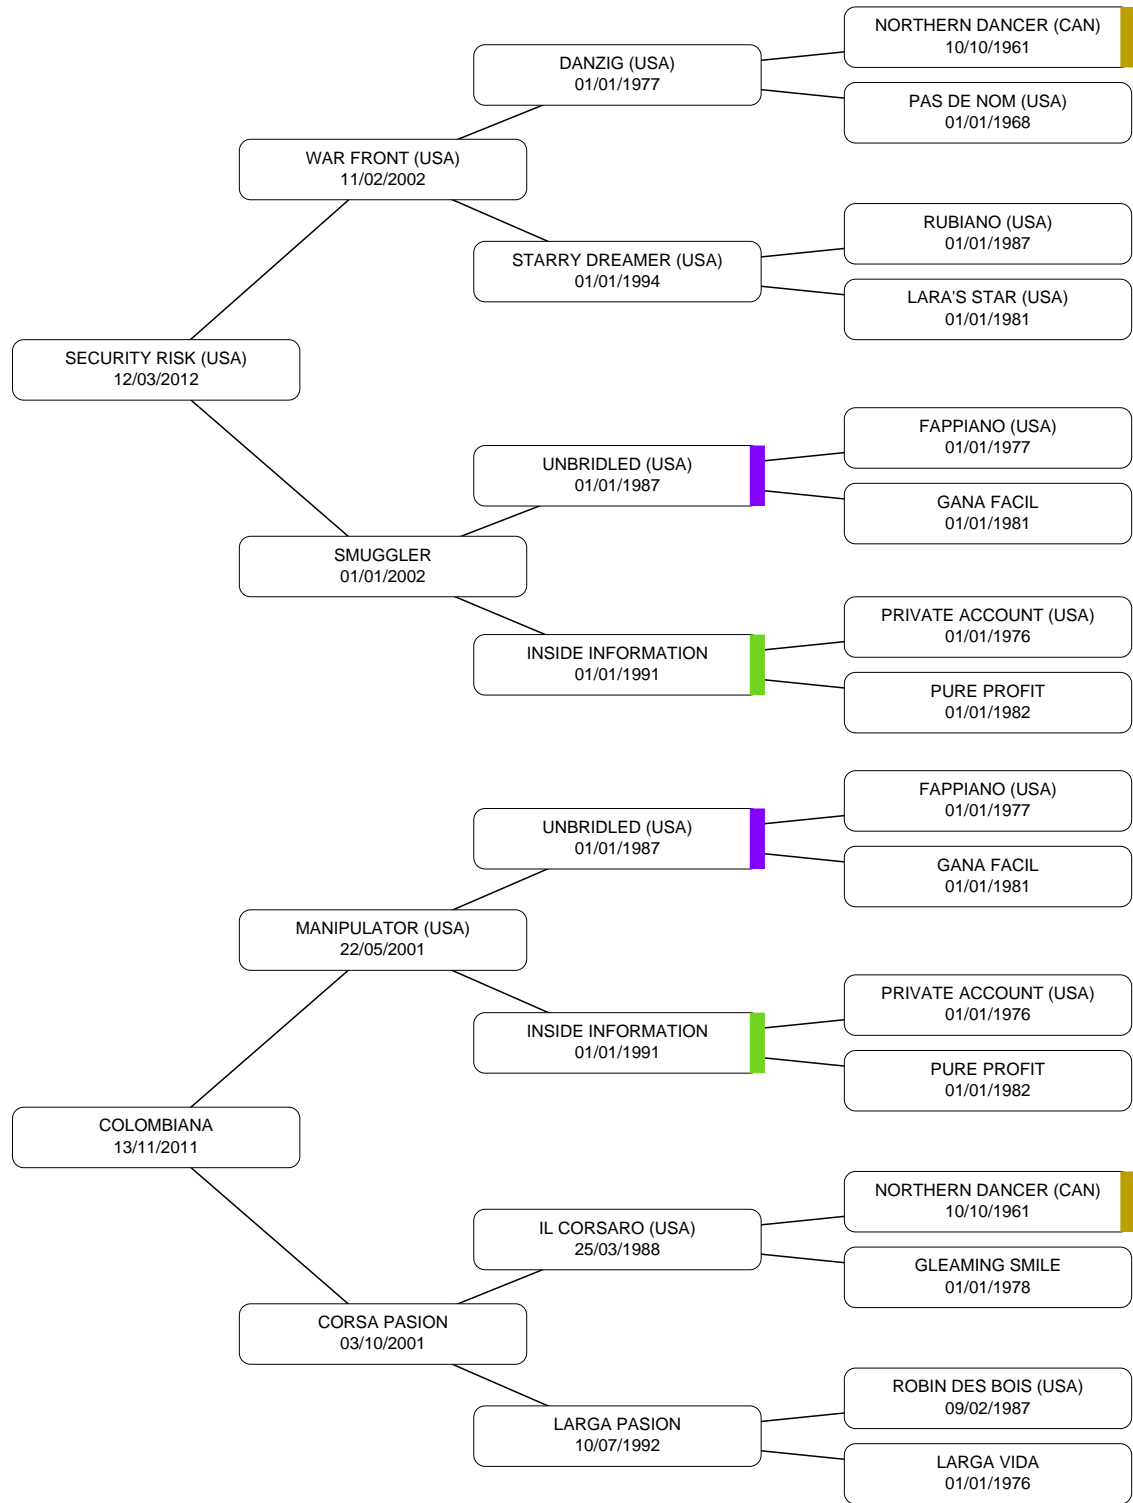 NORTHERN DANCER (CAN)
10/10/1961
DANZIG (USA)
01/01/1977
PAS DE NOM (USA)
01/01/1968
WAR FRONT (USA)
11/02/2002
RUBIANO (USA)
01/01/1987
STARRY DREAMER (USA)
01/01/1994
LARA'S STAR (USA)
01/01/1981
SECURITY RISK (USA)
12/03/2012
FAPPIANO (USA)
01/01/1977
UNBRIDLED (USA)
01/01/1987
GANA FACIL
01/01/1981
SMUGGLER
01/01/2002
PRIVATE ACCOUNT (USA)
01/01/1976
INSIDE INFORMATION
01/01/1991
PURE PROFIT
01/01/1982
FAPPIANO (USA)
01/01/1977
UNBRIDLED (USA)
01/01/1987
GANA FACIL
01/01/1981
MANIPULATOR (USA)
22/05/2001
PRIVATE ACCOUNT (USA)
01/01/1976
INSIDE INFORMATION
01/01/1991
PURE PROFIT
01/01/1982
COLOMBIANA
13/11/2011
NORTHERN DANCER (CAN)
10/10/1961
IL CORSARO (USA)
25/03/1988
GLEAMING SMILE
01/01/1978
CORSA PASION
03/10/2001
ROBIN DES BOIS (USA)
09/02/1987
LARGA PASION
10/07/1992
LARGA VIDA
01/01/1976